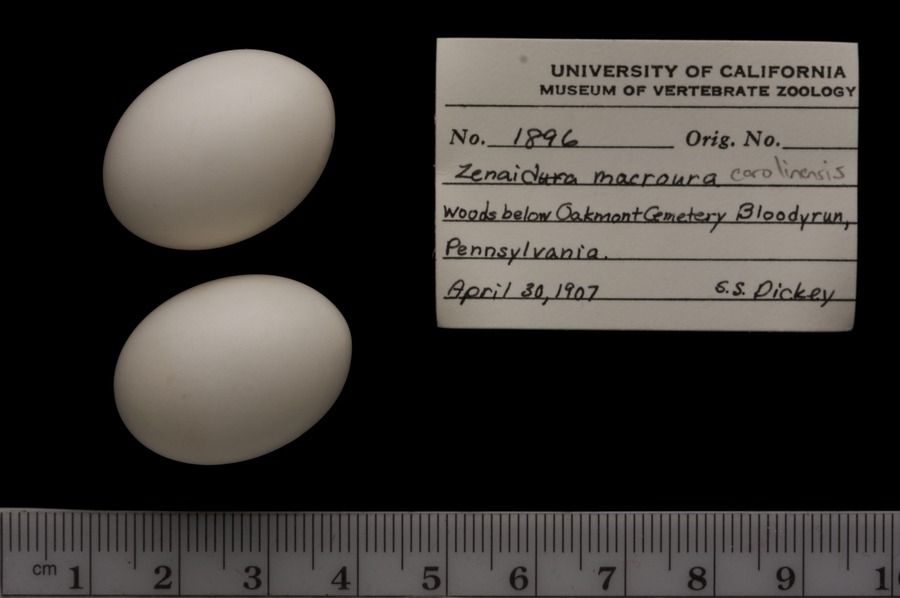 UNIVERSITY OF CALIFORNIA
MUSEUM OF VERTEBRATE ZOOLOGY
No. 1896 Orig. No.
Zenaidura macroura carolinensis
Woods below Oakmont Cemetery Bloodyrun,
Pennsylvania.
April 30, 1907 S.S. Dickey
cm 1 2 3 4 5 6 7 8 9 1